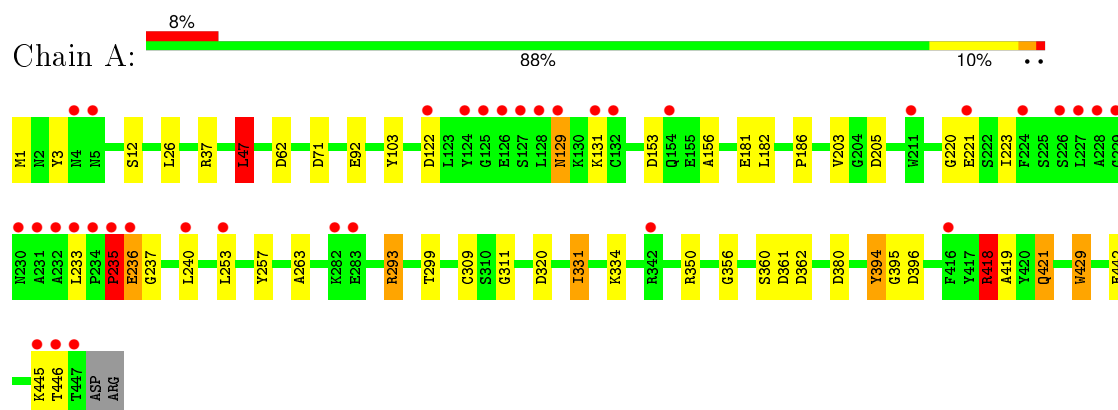 8%
Chain A:
88%
10%
• •
M1 N2 Y3 N4 N5 S12 L26 R37 L47 D62 D71 E92 Y103 D122 L123 Y124 G125 E126 S127 L128 N129 K130 K131 C132 D153 Q154 E155 A156 E181 L182 P186 V203 G204 D205 W211 G220 E221 S222 I223 F224 S225 S226 L227 A228
N230 A231 A232 L233 P234 P235 E236 G237 L240 L253 Y257 A263 K282 E283 R293 T299 C309 S310 G311 D320 I331 K334 R342 R350 G356 S360 D361 D362 D380 Y394 G395 D396 F416 Y417 R418 A419 Y420 Q421 W429
K445 T446 T447 ASP ARG